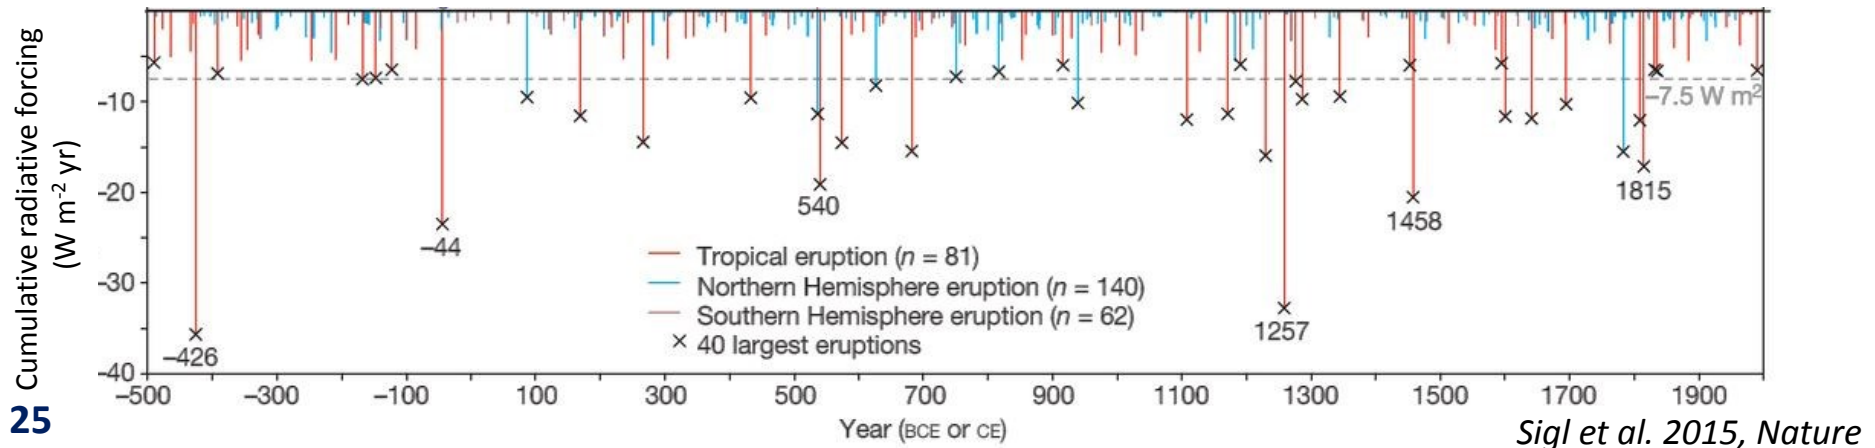 Cumulative radiative forcing
(W m⁻² yr)
–10
–20
–30
–40
–7.5 W m²
–426
–44
540
1257
1458
1815
Tropical eruption (n = 81)
Northern Hemisphere eruption (n = 140)
Southern Hemisphere eruption (n = 62)
× 40 largest eruptions
–500 –300 –100 100 300 500 700 900 1100 1300 1500 1700 1900
Year (BCE or CE)
25
Sigl et al. 2015, Nature